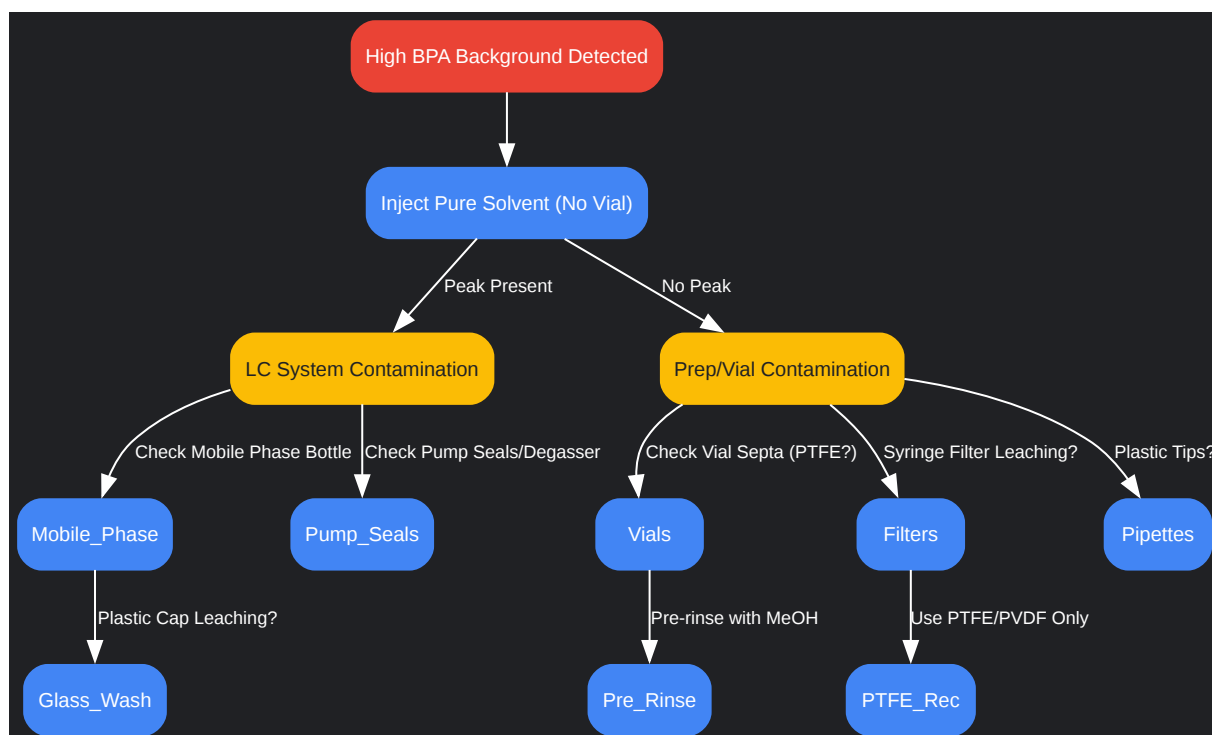 High BPA Background Detected
Inject Pure Solvent (No Vial)
Peak Present
No Peak
LC System Contamination
Prep/Vial Contamination
Check Mobile Phase Bottle
Check Pump Seals/Degasser
Check Vial Septa (PTFE?)
Syringe Filter Leaching?
Plastic Tips?
Mobile_Phase
Pump_Seals
Vials
Filters
Pipettes
Plastic Cap Leaching?
Pre-rinse with MeOH
Use PTFE/PVDF Only
Glass_Wash
Pre_Rinse
PTFE_Rec